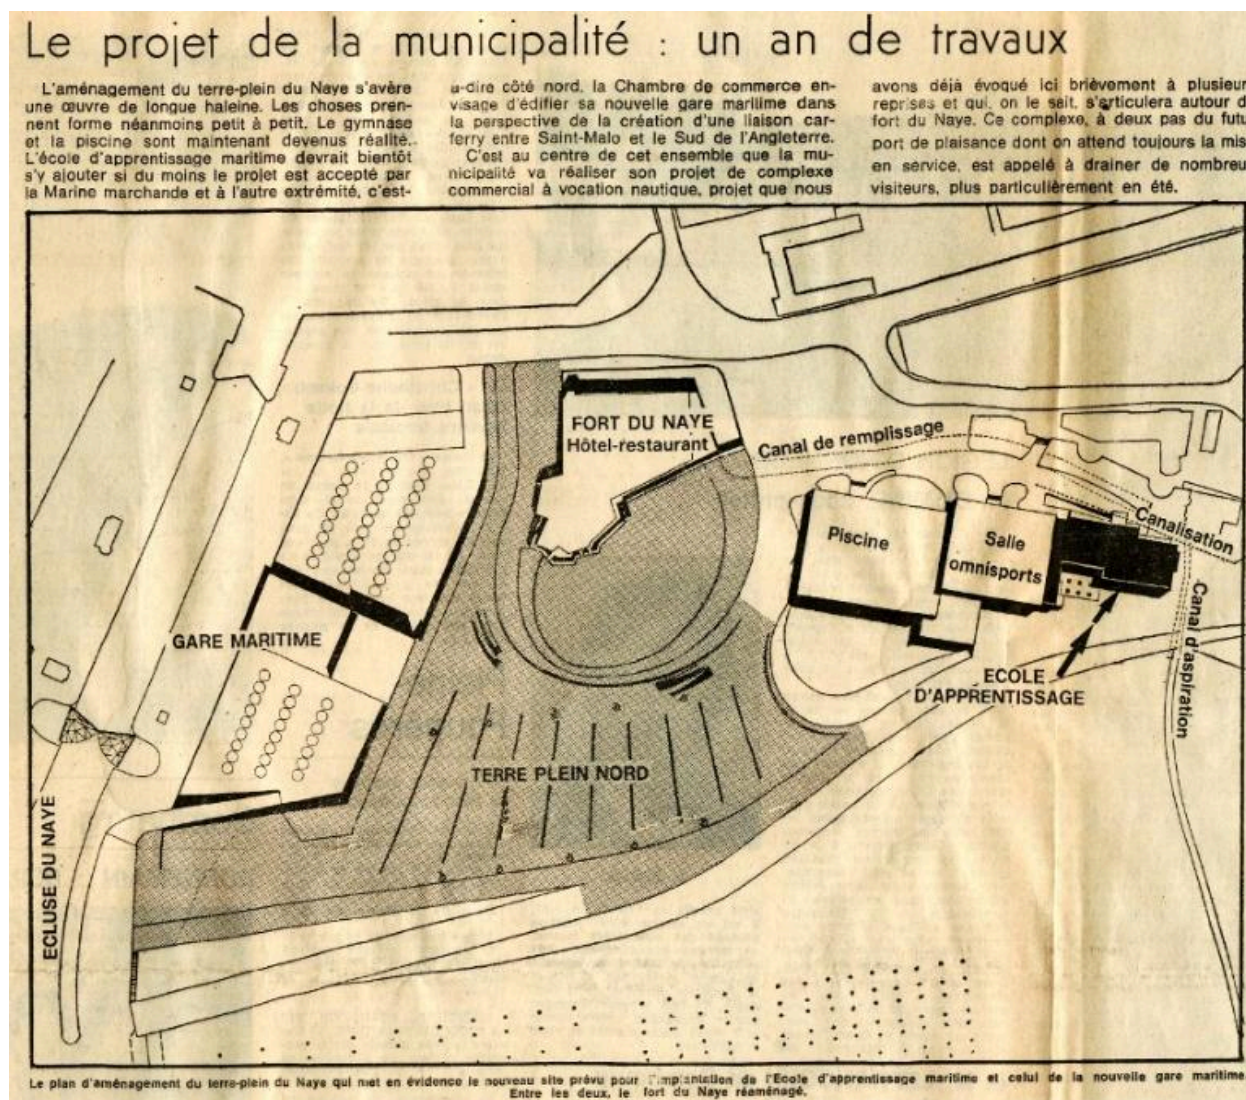 Le projet de la municipalité : un an de travaux
L'aménagement du terre-plein du Naye s'avère
une œuvre de longue haleine. Les choses pren-
nent forme néanmoins petit à petit. Le gymnase
et la piscine sont maintenant devenus réalité.
L'école d'apprentissage maritime devrait bientôt
s'y ajouter si du moins le projet est accepté par
la Marine marchande et à l'autre extrémité, c'est-
à-dire côté nord, la Chambre de commerce en-
visage d'édifier sa nouvelle gare maritime dans
la perspective de la création d'une liaison car-
ferry entre Saint-Malo et le Sud de l'Angleterre.
C'est au centre de cet ensemble que la mu-
nicipalité va réaliser son projet de complexe
commercial à vocation nautique, projet que nous
avons déjà évoqué ici brièvement à plusieur
reprises et qui, on le sait, s'articulera autour d
fort du Naye. Ce complexe, à deux pas du futu
port de plaisance dont on attend toujours la mis
en service, est appelé à drainer de nombreu
visiteurs, plus particulièrement en été.
FORT DU NAYE
Hôtel-restaurant
Canal de remplissage
Piscine
Salle
omnisports
Canalisation
Canal d'aspiration
GARE MARITIME
ECOLE
D'APPRENTISSAGE
TERRE PLEIN NORD
ECLUSE DU NAYE
Le plan d'aménagement du terre-plein du Naye qui met en évidence le nouveau site prévu pour l'implantation de l'Ecole d'apprentissage maritime et celui de la nouvelle gare maritime.
Entre les deux, le fort du Naye réaménagé.